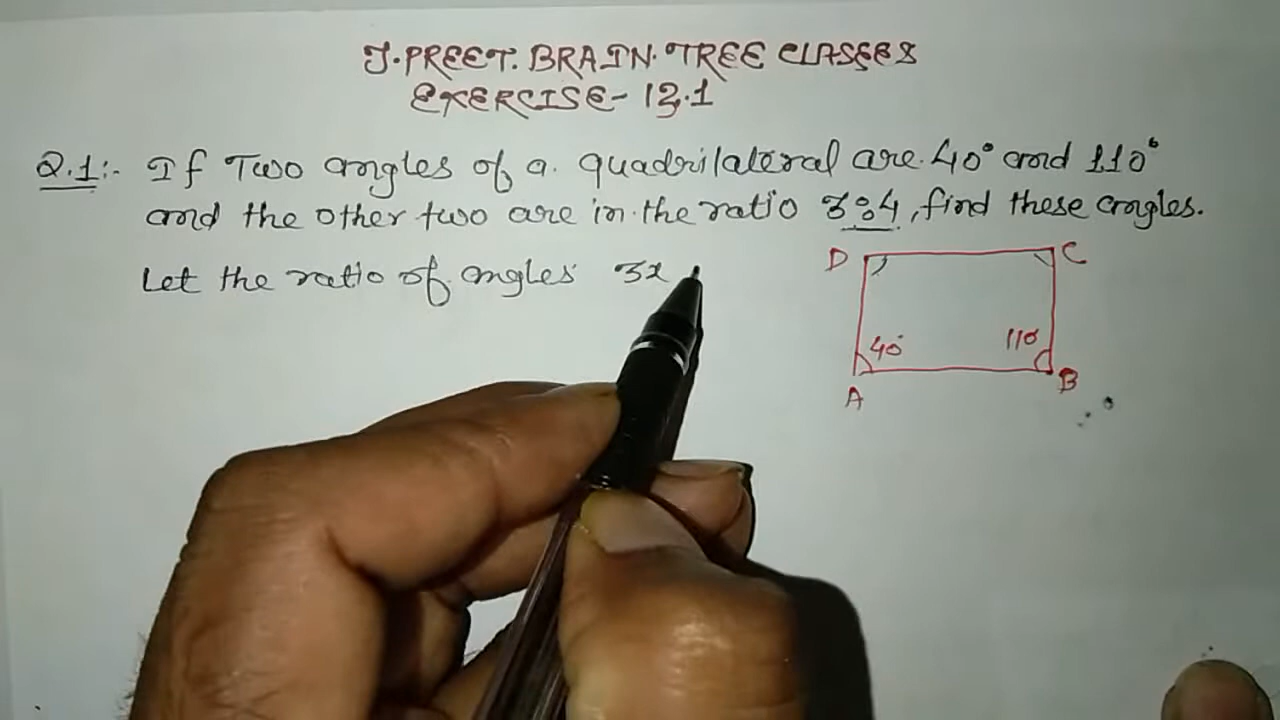 J. PREET. BRAIN. TREE CLASSES
EXERCISE- 12.1
Q.1:- If Two angles of a. quadrilateral are 40° and 110°
and the other two are in the ratio 3:4, find these angles.
Let the ratio of angles 3x
D C
40° 110°
A B